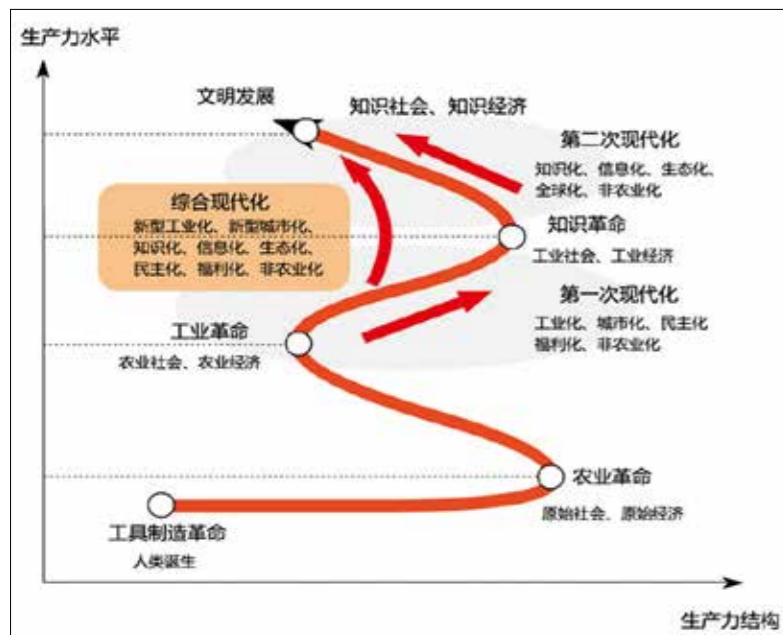 生产力水平
文明发展
知识社会、知识经济
第二次现代化
知识化、信息化、生态化、
全球化、非农业化
综合现代化
新型工业化、新型城市化、
知识化、信息化、生态化、
民主化、福利化、非农业化
知识革命
工业社会、工业经济
第一次现代化
工业化、城市化、民主化
福利化、非农业化
工业革命
农业社会、农业经济
农业革命
原始社会、原始经济
工具制造革命
人类诞生
生产力结构